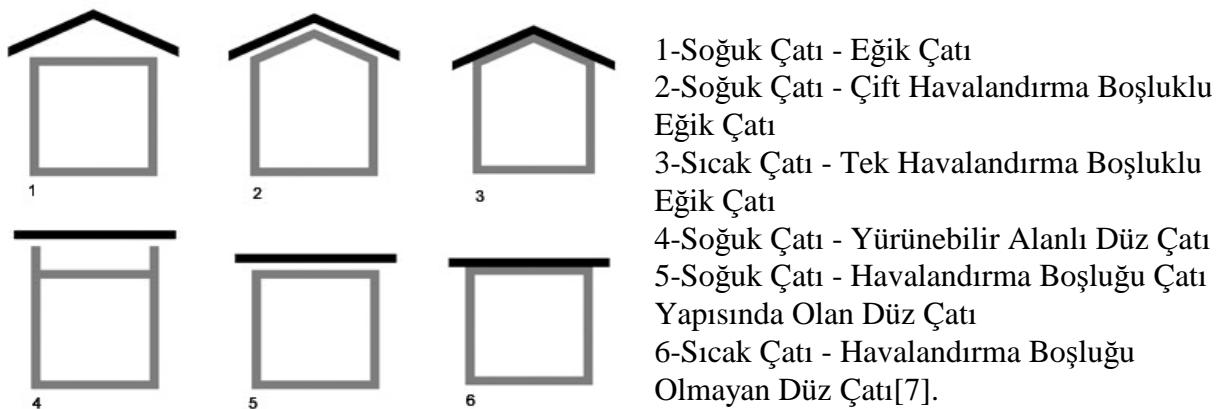 1
2
3
4
5
6
1-Soğuk Çatı - Eğik Çatı
2-Soğuk Çatı - Çift Havalandırma Boşluklu
Eğik Çatı
3-Sıcak Çatı - Tek Havalandırma Boşluklu
Eğik Çatı
4-Soğuk Çatı - Yürünebilir Alanlı Düz Çatı
5-Soğuk Çatı - Havalandırma Boşluğu Çatı
Yapısında Olan Düz Çatı
6-Sıcak Çatı - Havalandırma Boşluğu
Olmayan Düz Çatı[7].